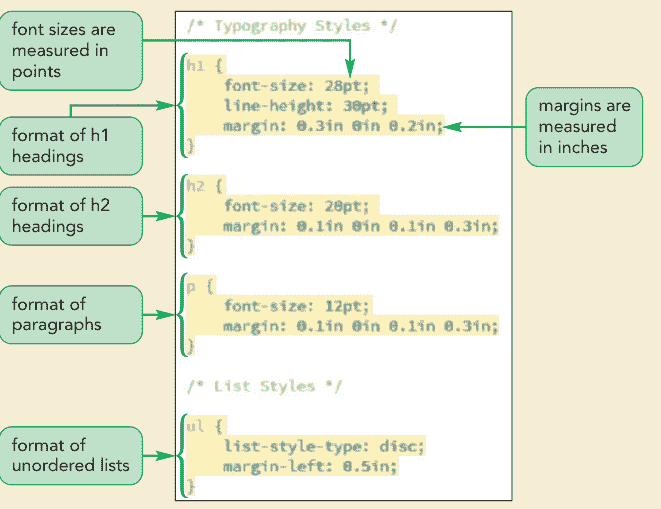 font sizes are
measured in
points
/* Typography Styles */
h1 {
font-size: 28pt;
line-height: 30pt;
margin: 0.3in 0in 0.2in;
}
format of h1
headings
margins are
measured
in inches
h2 {
font-size: 20pt;
margin: 0.1in 0in 0.1in 0.3in;
}
format of h2
headings
p {
font-size: 12pt;
margin: 0.1in 0in 0.1in 0.3in;
}
format of
paragraphs
/* List Styles */
ul {
list-style-type: disc;
margin-left: 0.5in;
}
format of
unordered lists